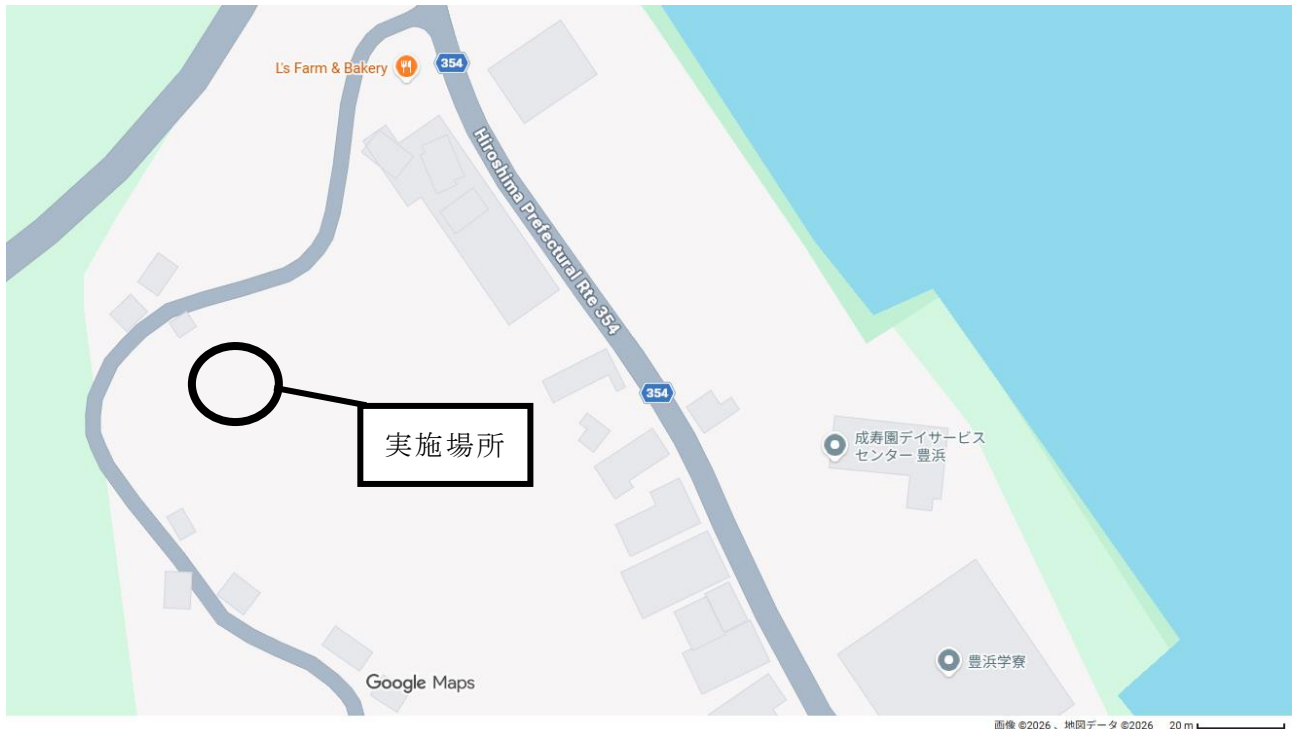 L's Farm & Bakery
354
Hiroshima Prefectural Rte 354
354
実施場所
成寿園デイサービス
センター 豊浜
豊浜学寮
Google Maps
画像 ©2026 、地図データ ©2026 20 m